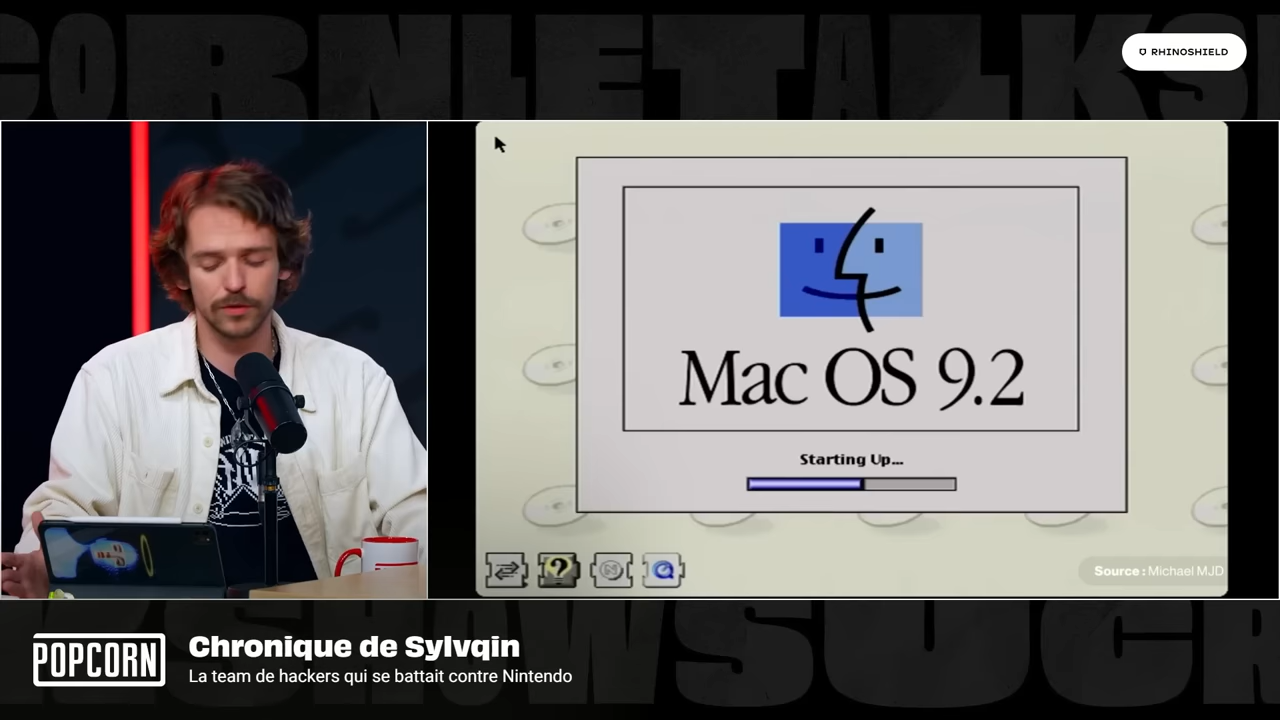 RHINOSHIELD
Mac OS 9.2
Starting Up...
Source : Michael MJD
POPCORN
Chronique de Sylvqin
La team de hackers qui se battait contre Nintendo